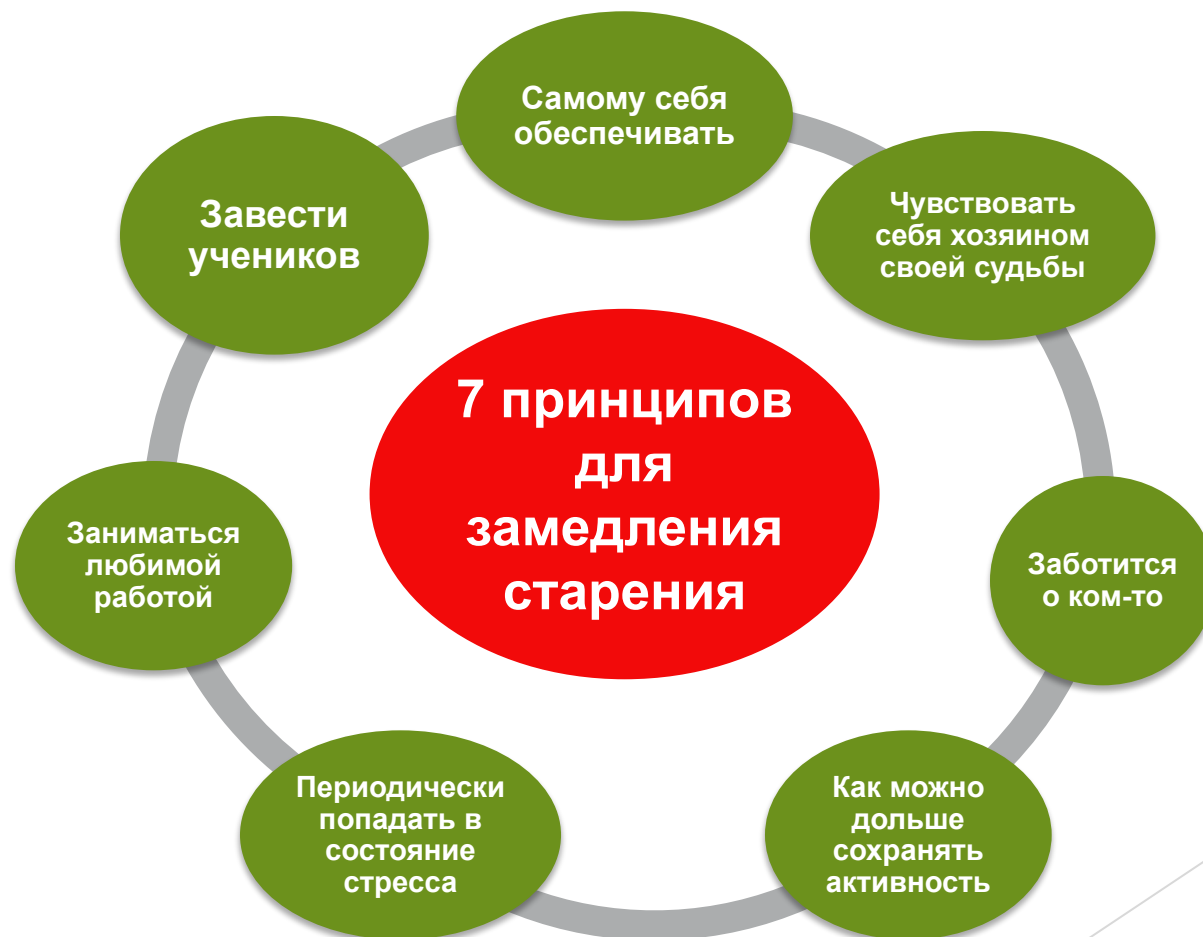 Самому себя
обеспечивать
Чувствовать
себя хозяином
своей судьбы
Заботится
о ком-то
Как можно
дольше
сохранять
активность
Периодически
попадать в
состояние
стресса
Заниматься
любимой
работой
Завести
учеников
7 принципов
для
замедления
старения